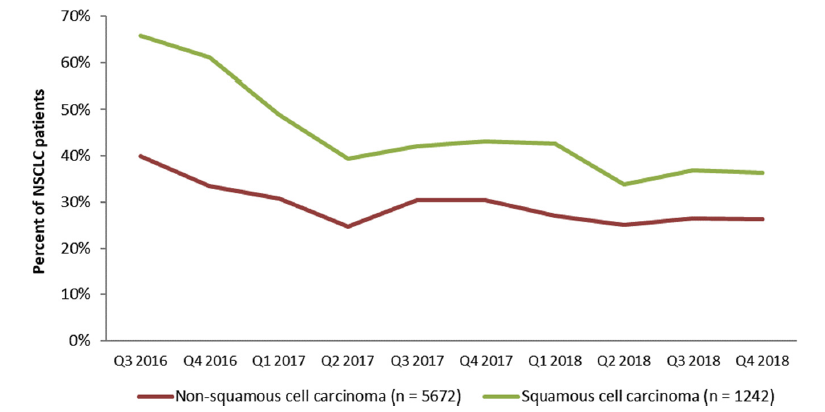 Percent of NSCLC patients
70%
60%
50%
40%
30%
20%
10%
0%
Q3 2016 Q4 2016 Q1 2017 Q2 2017 Q3 2017 Q4 2017 Q1 2018 Q2 2018 Q3 2018 Q4 2018
Non-squamous cell carcinoma (n = 5672) Squamous cell carcinoma (n = 1242)